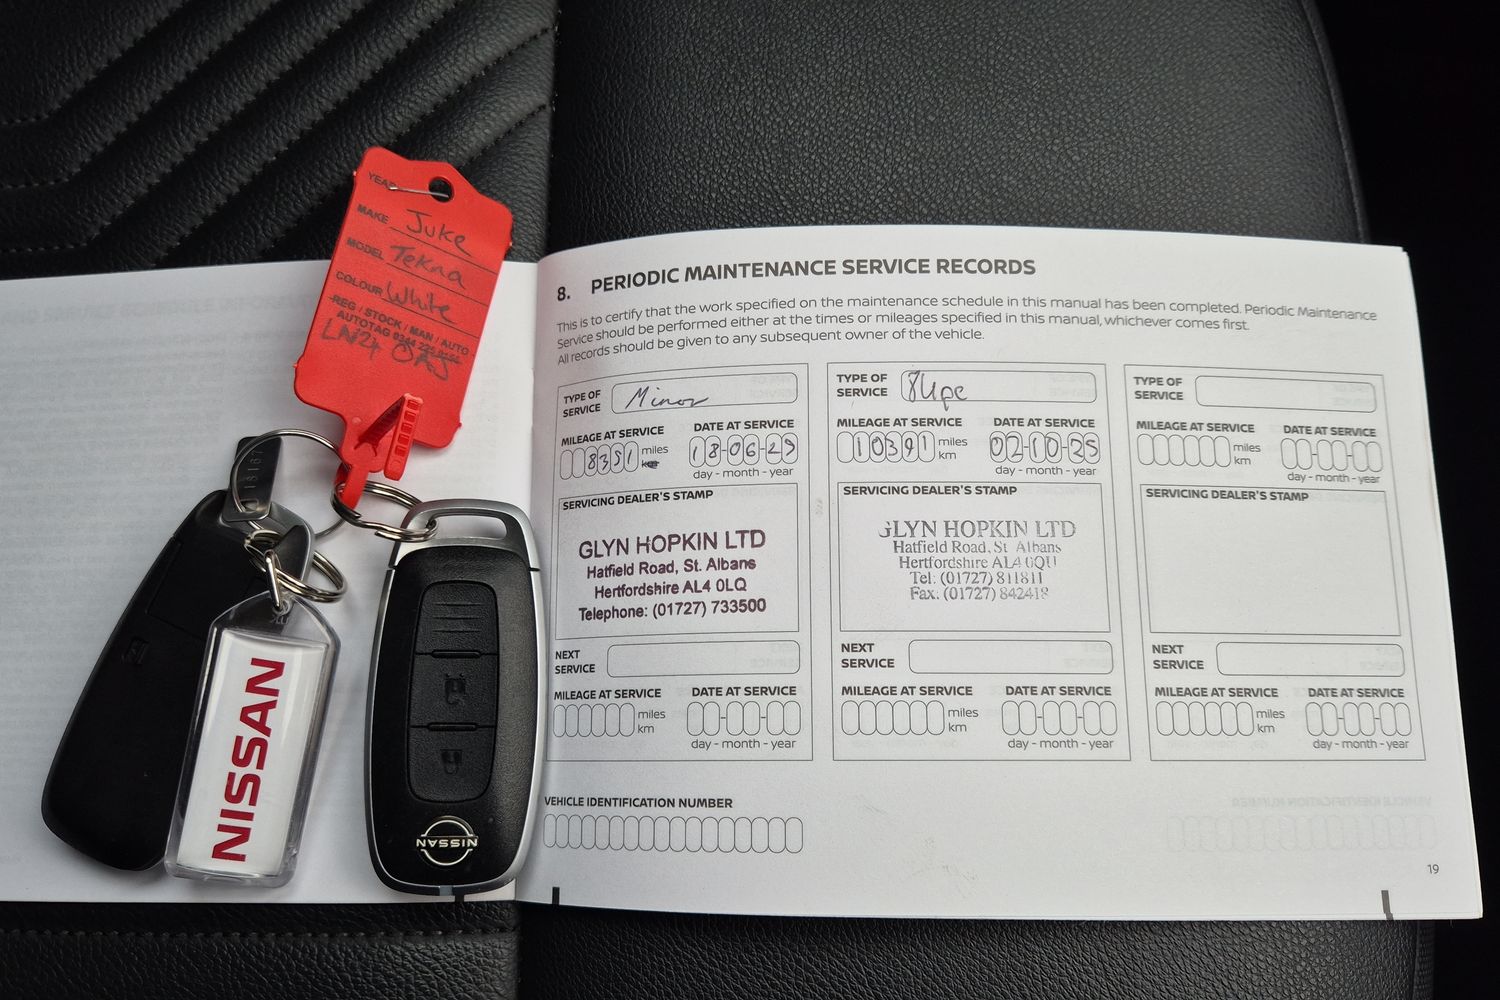 YEAR
MAKE Juke
MODEL Tekna
COLOUR White
REG / STOCK / MAN / AUTO
AUTOTAG
NISSAN
NISSAN
8. PERIODIC MAINTENANCE SERVICE RECORDS
This is to certify that the work specified on the maintenance schedule in this manual has been completed. Periodic Maintenance
Service should be performed either at the times or mileages specified in this manual, whichever comes first.
All records should be given to any subsequent owner of the vehicle.
TYPE OF
SERVICE Minor
MILEAGE AT SERVICE DATE AT SERVICE
8351 miles 18-06-25
km day - month - year
SERVICING DEALER'S STAMP
GLYN HOPKIN LTD
Hatfield Road, St. Albans
Hertfordshire AL4 0LQ
Telephone: (01727) 733500
NEXT
SERVICE
MILEAGE AT SERVICE DATE AT SERVICE
miles
km day - month - year
TYPE OF
SERVICE
MILEAGE AT SERVICE DATE AT SERVICE
10391 miles 02-10-25
km day - month - year
SERVICING DEALER'S STAMP
GLYN HOPKIN LTD
Hatfield Road, St Albans
Hertfordshire AL4 0QU
Tel: (01727) 811811
Fax: (01727) 842418
NEXT
SERVICE
MILEAGE AT SERVICE DATE AT SERVICE
miles
km day - month - year
TYPE OF
SERVICE
MILEAGE AT SERVICE DATE AT SERVICE
miles
km day - month - year
SERVICING DEALER'S STAMP
NEXT
SERVICE
MILEAGE AT SERVICE DATE AT SERVICE
miles
km day - month - year
VEHICLE IDENTIFICATION NUMBER
19